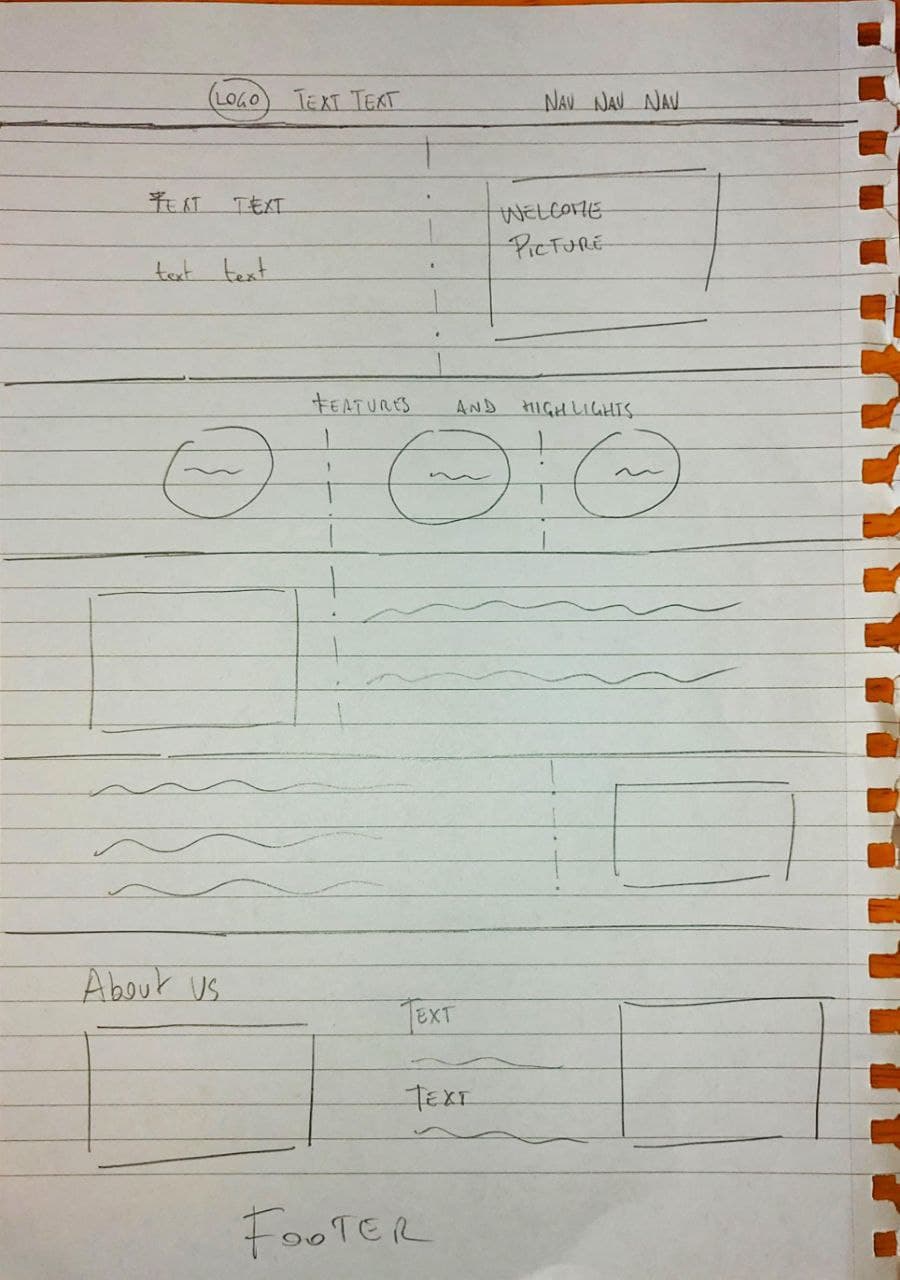 LOGO TEXT TEXT NAV NAV NAV
TEXT TEXT
text text
WELCOME
PICTURE
FEATURES AND HIGHLIGHTS
About us
TEXT
TEXT
FOOTER